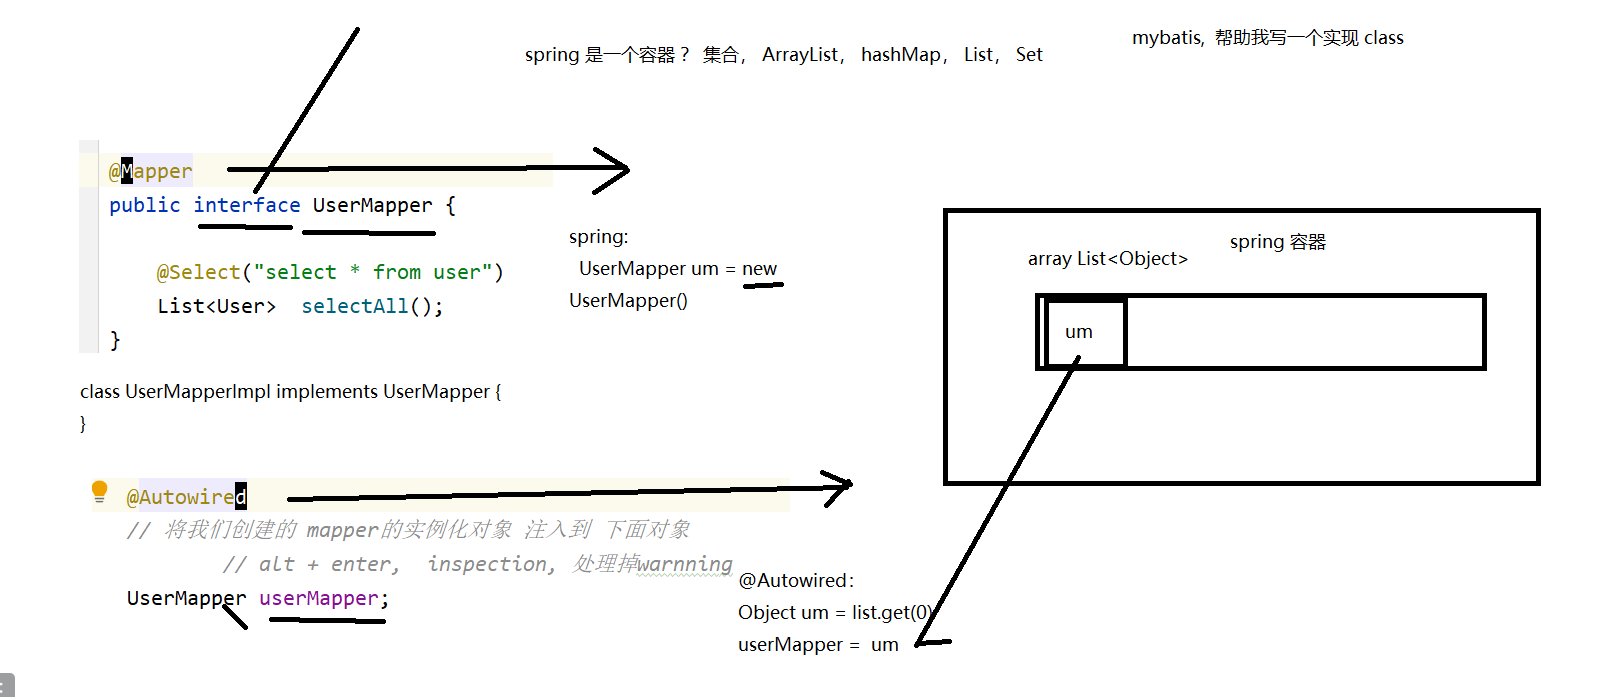 spring 是一个容器？ 集合， ArrayList， hashMap， List， Set
mybatis, 帮助我写一个实现 class
@Mapper
public interface UserMapper {
@Select("select * from user")
List<User> selectAll();
}
class UserMapperImpl implements UserMapper {
}
spring:
UserMapper um = new
UserMapper()
spring 容器
array List<Object>
um
@Autowired
// 将我们创建的 mapper的实例化对象 注入到 下面对象
// alt + enter, inspection, 处理掉warnning
UserMapper userMapper;
@Autowired：
Object um = list.get(0)
userMapper = um